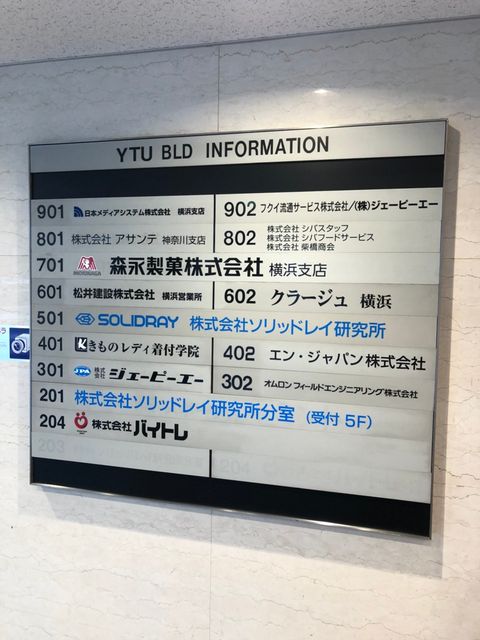 YTU BLD INFORMATION
901 日本メディアシステム株式会社 横浜支店
902 フクイ流通サービス株式会社/(株)ジェーピーエー
801 株式会社 アサンテ 神奈川支店
802 株式会社 シバスタッフ
株式会社 シバフードサービス
株式会社 柴橋商会
701 MORINAGA 森永製菓株式会社 横浜支店
601 松井建設株式会社 横浜営業所
602 クラージュ 横浜
501 SOLIDRAY 株式会社ソリッドレイ研究所
401 きものレディ着付学院
402 エン・ジャパン株式会社
301 JPA 株式会社 ジェーピーエー
302 オムロン フィールドエンジニアリング株式会社
201 株式会社ソリッドレイ研究所分室 (受付 5F)
204 株式会社 バイトレ
203
204